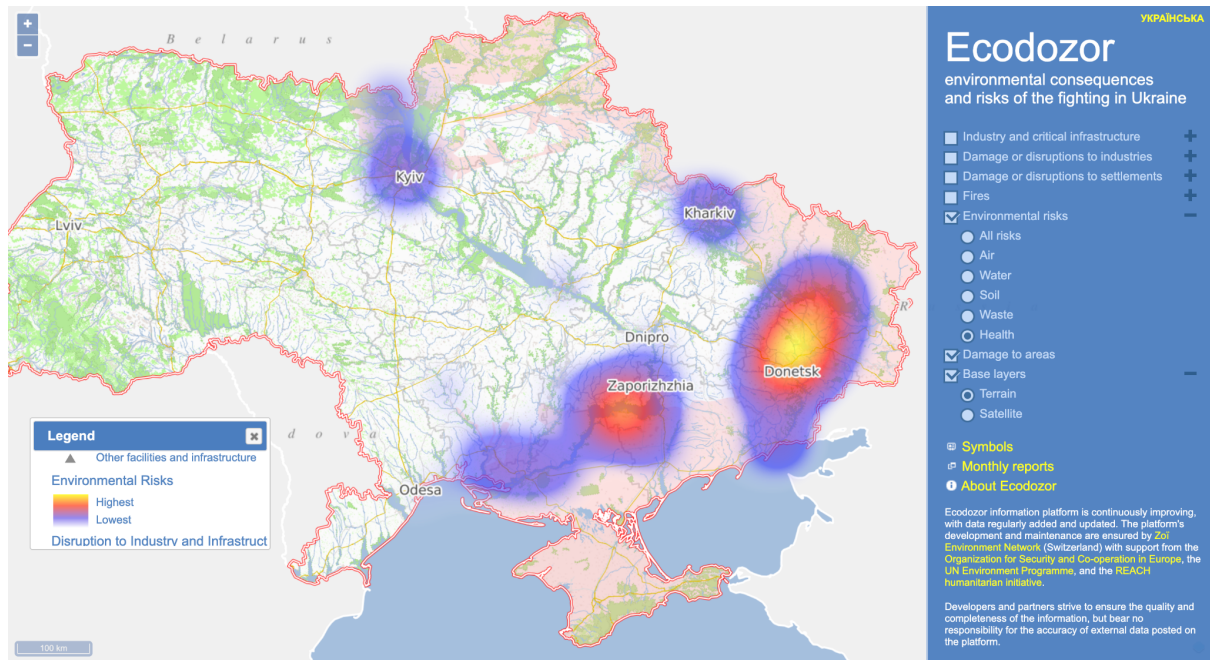 +
−
Belarus
Kyiv
Lviv
Kharkiv
R'
Dnipro
Donetsk
Zaporizhzhia
dova
Odesa
Legend
Other facilities and infrastructure
Environmental Risks
Highest
Lowest
Disruption to Industry and Infrastruct
100 km
УКРАЇНСЬКА
Ecodozor
environmental consequences
and risks of the fighting in Ukraine
Industry and critical infrastructure
Damage or disruptions to industries
Damage or disruptions to settlements
Fires
Environmental risks
All risks
Air
Water
Soil
Waste
Health
Damage to areas
Base layers
Terrain
Satellite
Symbols
Monthly reports
About Ecodozor
Ecodozor information platform is continuously improving,
with data regularly added and updated. The platform's
development and maintenance are ensured by Zoï
Environment Network (Switzerland) with support from the
Organization for Security and Co-operation in Europe, the
UN Environment Programme, and the REACH
humanitarian initiative.
Developers and partners strive to ensure the quality and
completeness of the information, but bear no
responsibility for the accuracy of external data posted on
the platform.